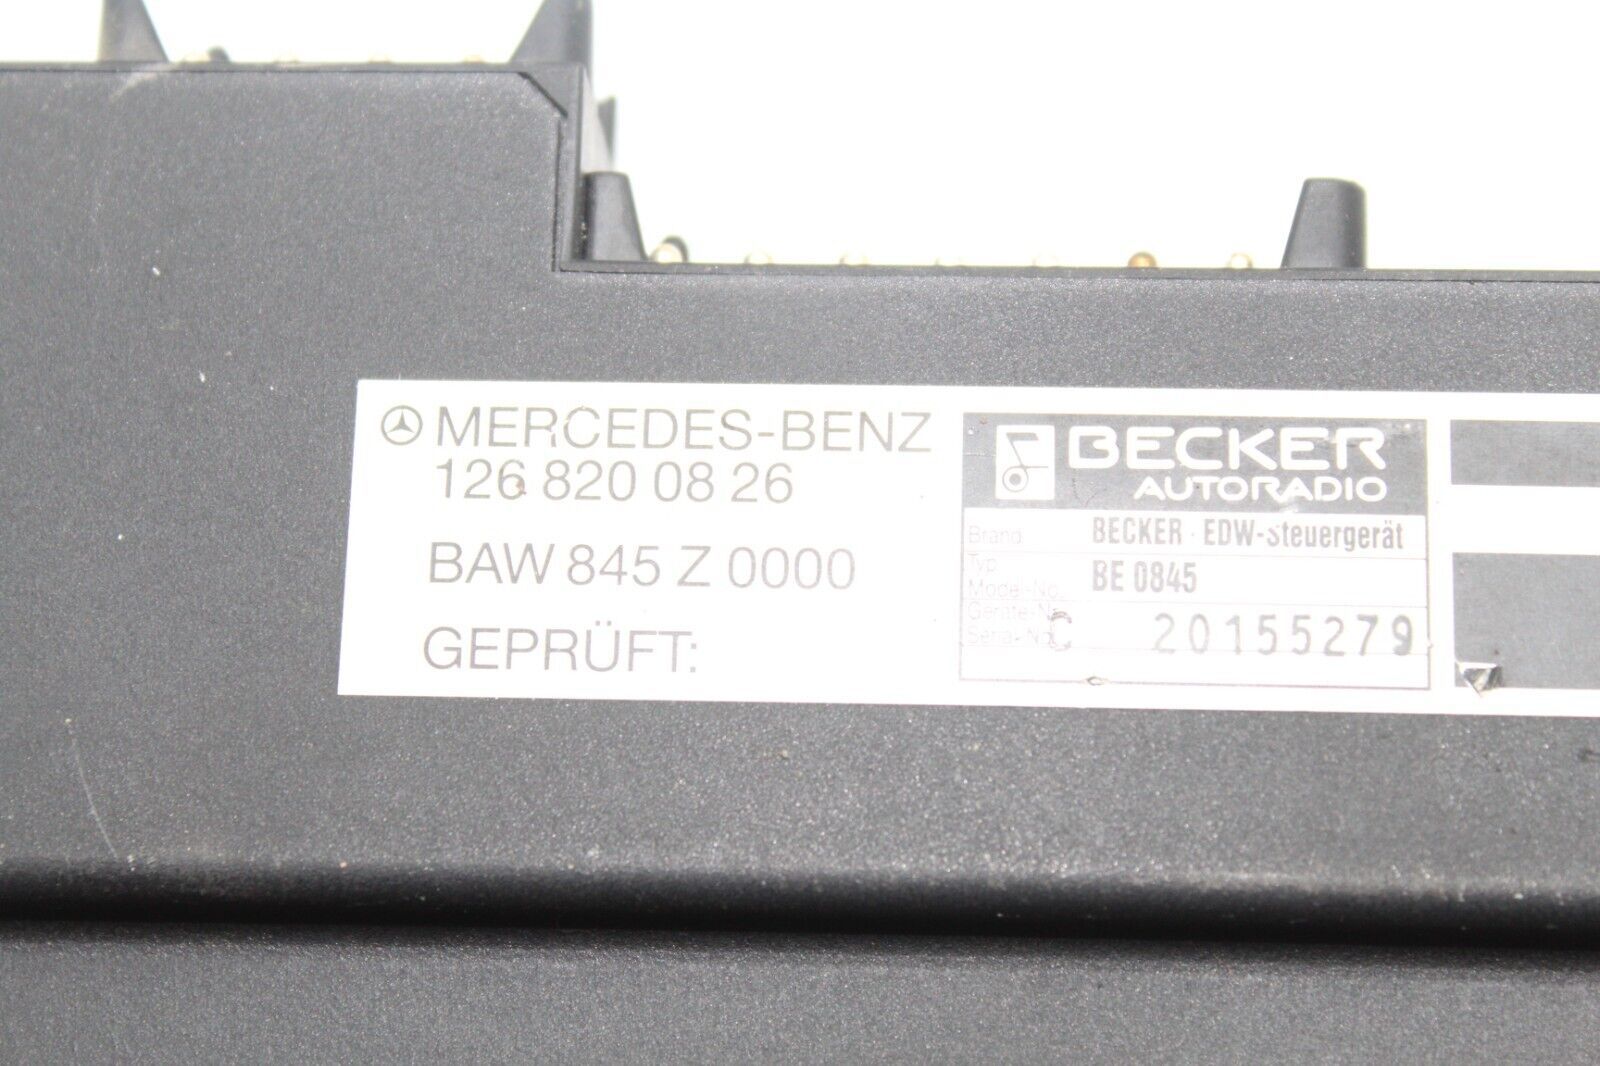 MERCEDES-BENZ
126 820 08 26
BAW 845 Z 0000
GEPRÜFT:
BECKER
AUTORADIO
Brand BECKER · EDW-Steuergerät
Typ
Model-No. BE 0845
Geräte-Nr.
Serial-No. C 20155279